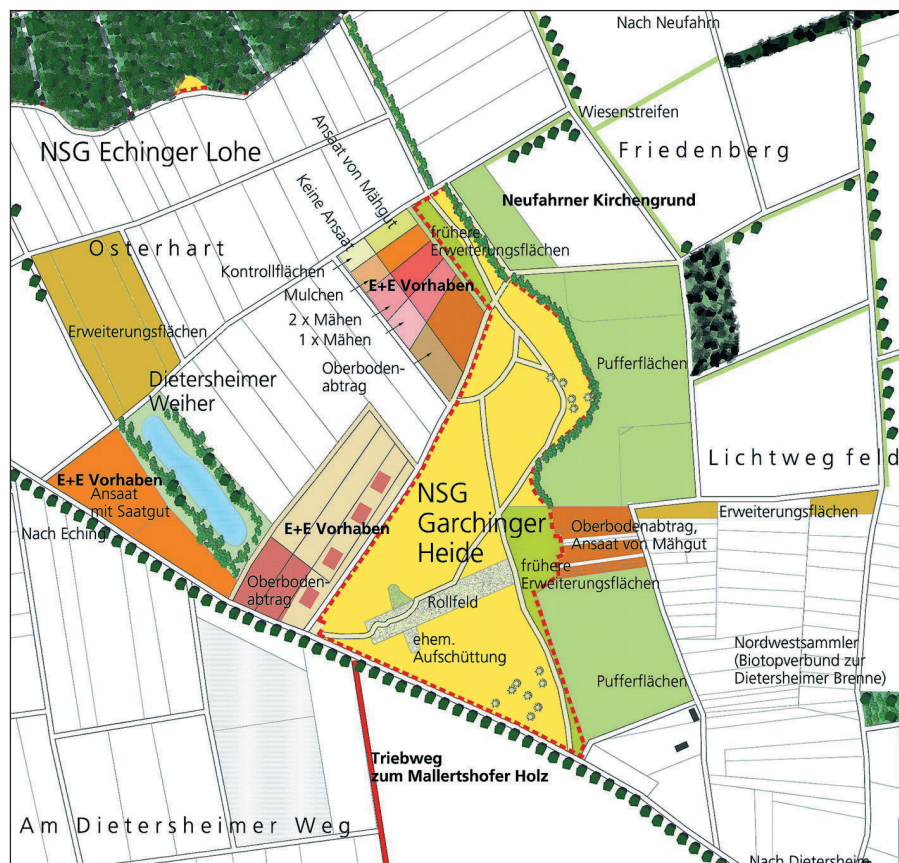 Nach Neufahrn
Wiesenstreifen
NSG Echinger Lohe
Friedenberg
Ansaat von Mähgut
Keine Ansaat
Neufahrner Kirchengrund
Osterhart
frühere
Erweiterungsflächen
Kontrollflächen
Mulchen
E+E Vorhaben
2 x Mähen
1 x Mähen
Erweiterungsflächen
Oberboden-
abtrag
Pufferflächen
Dietersheimer
Weiher
Lichtwegfeld
E+E Vorhaben
Ansaat
mit Saatgut
NSG
Garchinger
Heide
Erweiterungsflächen
Nach Eching
E+E Vorhaben
Oberbodenabtrag,
Ansaat von Mähgut
frühere
Erweiterungsflächen
Oberboden-
abtrag
Rollfeld
ehem.
Aufschüttung
Nordwestsammler
(Biotopverbund zur
Dietersheimer Brenne)
Pufferflächen
Triebweg
zum Mallertshofer Holz
Am Dietersheimer Weg
Nach Dietersheim